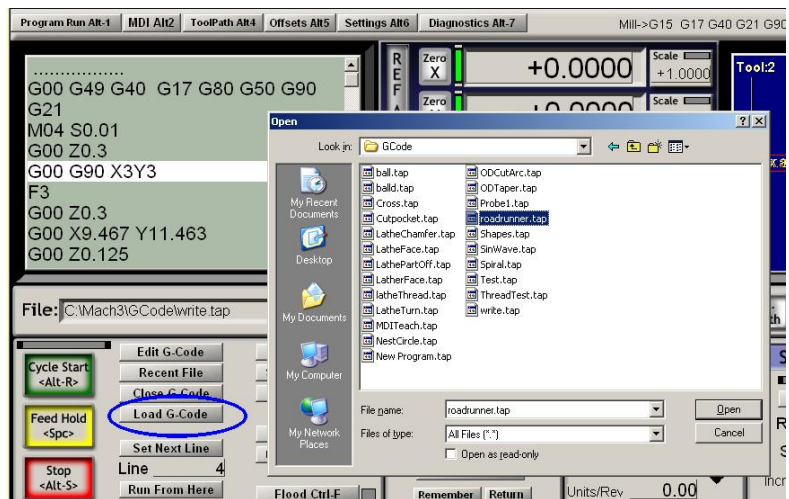 Program Run Alt-1 MDI Alt2 ToolPath Alt4 Offsets Alt5 Settings Alt6 Diagnostics Alt-7 Mill->G15 G17 G40 G21 G90
G00 G49 G40 G17 G80 G50 G90
G21
M04 S0.01
G00 Z0.3
G00 G90 X3Y3
F3
G00 Z0.3
G00 X9.467 Y11.463
G00 Z0.125
R
E
F
Zero
X
+0.0000
Scale
+1.0000
Zero
Scale
Tool:2
Open
Look in: GCode
My Recent
Documents
Desktop
My Documents
My Computer
My Network
Places
ball.tap
balld.tap
Cross.tap
Cutpocket.tap
LatheChamfer.tap
LatheFace.tap
LathePartOff.tap
LatherFace.tap
latheThread.tap
LatheTurn.tap
MDITeach.tap
NestCircle.tap
New Program.tap
ODCutArc.tap
ODTaper.tap
Probe1.tap
roadrunner.tap
Shapes.tap
SinWave.tap
Spiral.tap
Test.tap
ThreadTest.tap
write.tap
File name: roadrunner.tap Open
Files of type: All Files (*.*) Cancel
Open as read-only
File: C:\Mach3\GCode\write.tap
Cycle Start
<Alt-R>
Feed Hold
<Spc>
Stop
<Alt-S>
Edit G-Code
Recent File
Close G-Code
Load G-Code
Set Next Line
Line 4
Run From Here
Flood Ctrl-F
Remember Return
Units/Rev 0.00